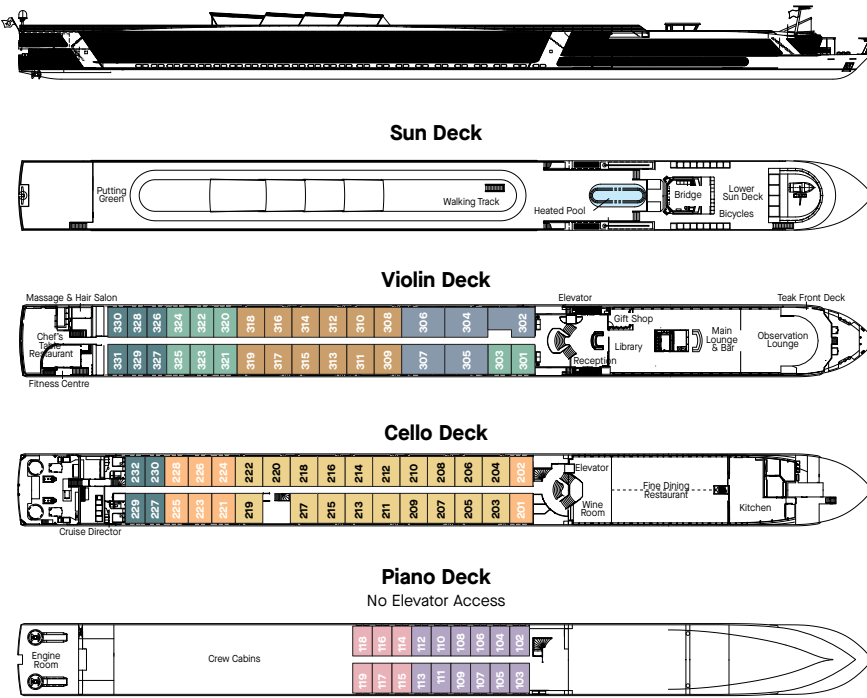 Sun Deck
Putting
Green
Walking Track
Heated Pool
Bridge
Lower
Sun Deck
Bicycles
Violin Deck
Massage & Hair Salon
Elevator
Teak Front Deck
330 328 326 324 322 320 318 316 314 312 310 308 306 304 302
Gift Shop
Chef's
Table
Restaurant
Library
Main
Lounge
& Bar
Observation
Lounge
Reception
331 329 327 325 323 321 319 317 315 313 311 309 307 305 303 301
Fitness Centre
Cello Deck
232 230 228 226 224 222 220 218 216 214 212 210 208 206 204 202
Elevator
Fine Dining
Restaurant
Wine
Room
Kitchen
229 227 225 223 221 219 217 215 213 211 209 207 205 203 201
Cruise Director
Piano Deck
No Elevator Access
118 116 114 112 110 108 106 104 102
Engine
Room
Crew Cabins
119 117 115 113 111 109 107 105 103